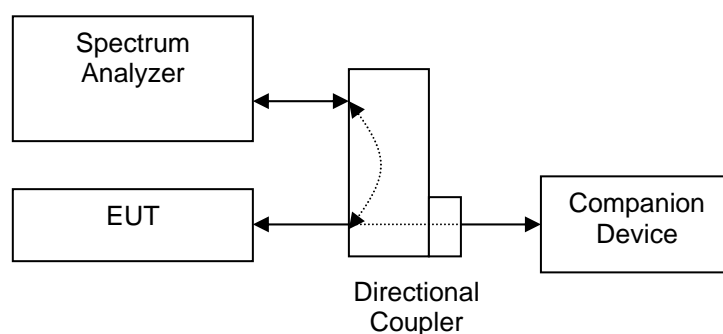 Spectrum
Analyzer
EUT
Companion
Device
Directional
Coupler